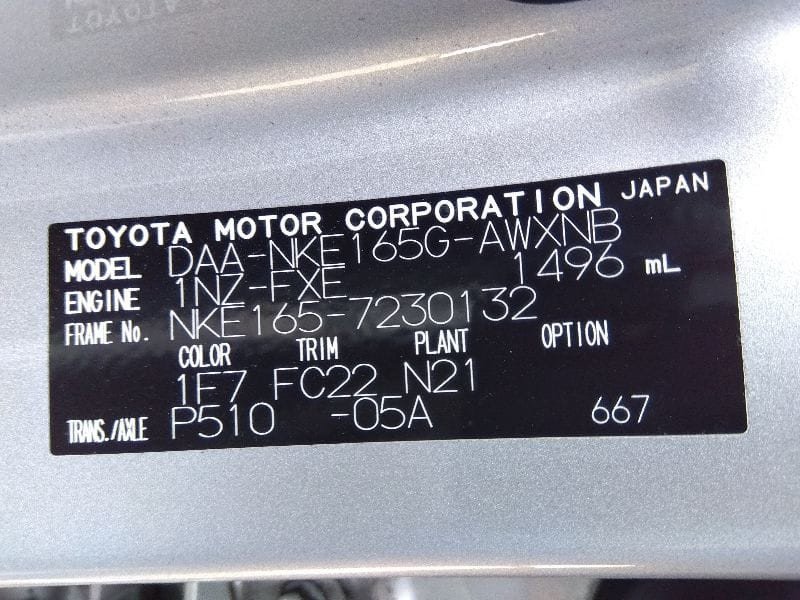 TOYOTA MOTOR CORPORATION JAPAN
MODEL DAA-NKE165G-AWXNB
ENGINE 1NZ-FXE 1496 mL
FRAME No. NKE165-7230132
COLOR TRIM PLANT OPTION
1F7 FC22 N21
TRANS./AXLE P510 -05A 667